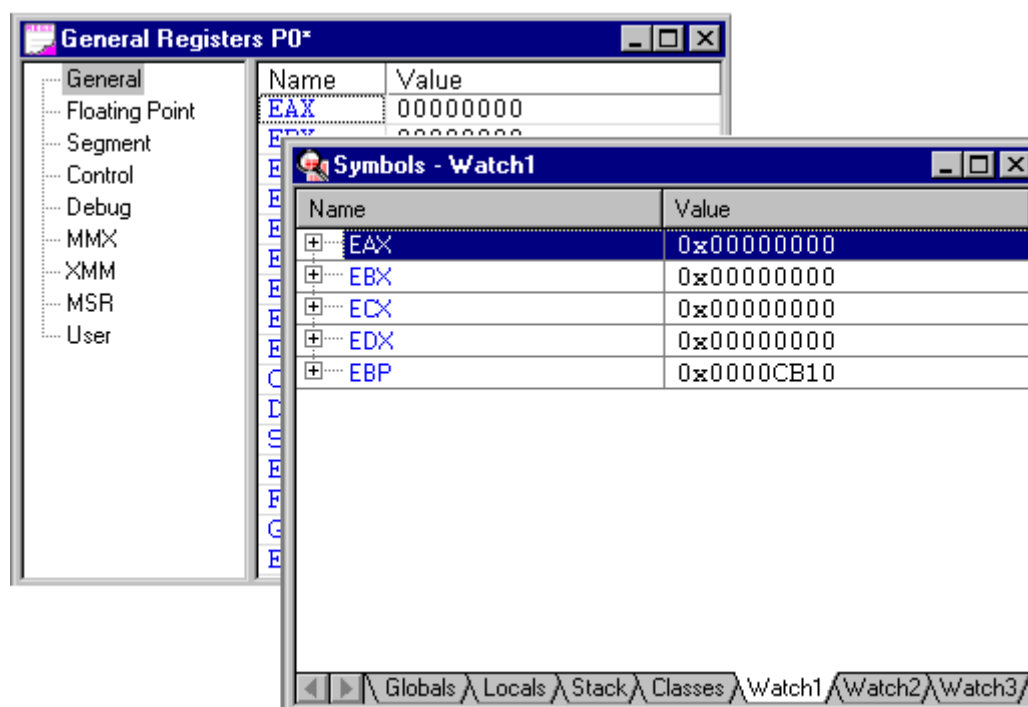 General Registers P0*
General
Floating Point
Segment
Control
Debug
MMX
XMM
MSR
User
Name Value
EAX 00000000
Symbols - Watch1
Name Value
EAX 0x00000000
EBX 0x00000000
ECX 0x00000000
EDX 0x00000000
EBP 0x0000CB10
Globals Locals Stack Classes Watch1 Watch2 Watch3